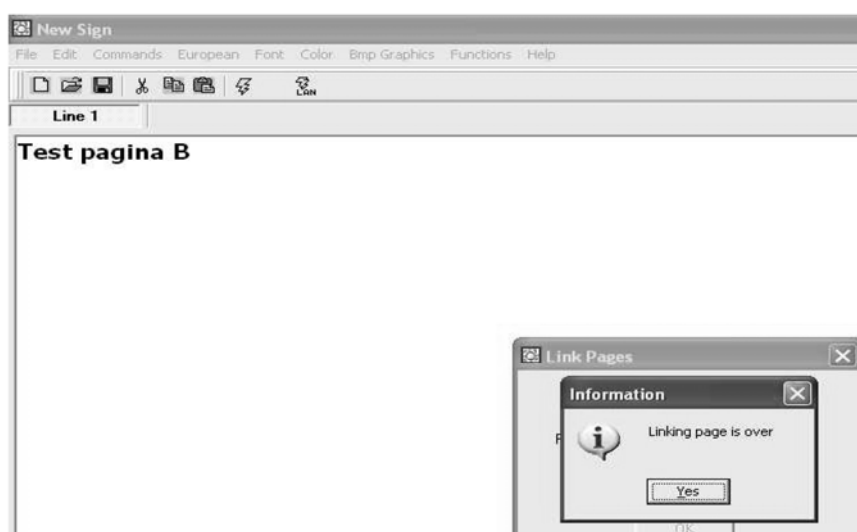 New Sign
File Edit Commands European Font Color Bmp Graphics Functions Help
LAN
Line 1
Test pagina B
Link Pages
Information
Linking page is over
Yes
OK